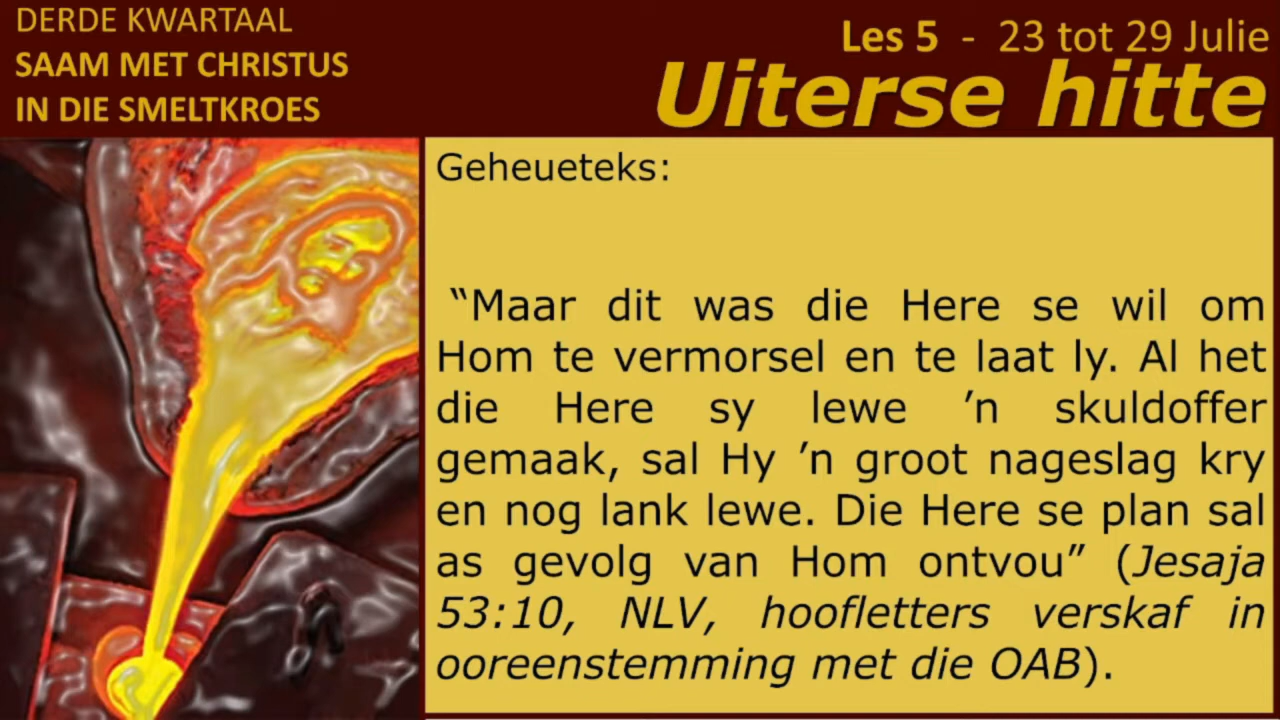 DERDE KWARTAAL
SAAM MET CHRISTUS
IN DIE SMELTKROES
Les 5 - 23 tot 29 Julie
Uiterse hitte
Geheueteks:
“Maar dit was die Here se wil om
Hom te vermorsel en te laat ly. Al het
die Here sy lewe ’n skuldoffer
gemaak, sal Hy ’n groot nageslag kry
en nog lank lewe. Die Here se plan sal
as gevolg van Hom ontvou” (Jesaja
53:10, NLV, hoofletters verskaf in
ooreenstemming met die OAB).